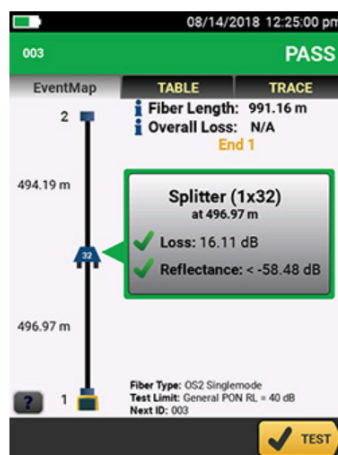 08/14/2018 12:25:00 pm
003 PASS
EventMap TABLE TRACE
2
Fiber Length: 991.16 m
Overall Loss: N/A
End 1
494.19 m
Splitter (1x32)
at 496.97 m
Loss: 16.11 dB
32
Reflectance: < -58.48 dB
496.97 m
Fiber Type: OS2 Singlemode
Test Limit: General PON RL = 40 dB
Next ID: 003
? 1
TEST